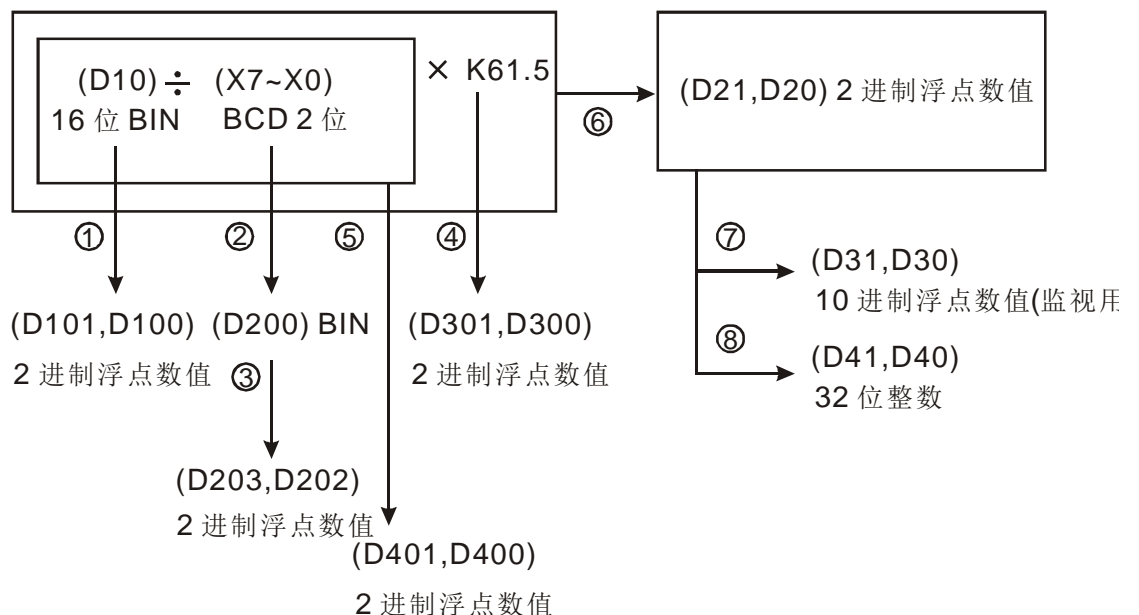 (D10) ÷ (X7~X0) × K61.5
16 位 BIN BCD 2 位
⑥
(D21,D20) 2 进制浮点数值
① ② ⑤ ④
(D101,D100) (D200) BIN (D301,D300)
2 进制浮点数值 ③ 2 进制浮点数值
(D203,D202)
2 进制浮点数值
(D401,D400)
2 进制浮点数值
⑦
(D31,D30)
10 进制浮点数值(监视用
⑧
(D41,D40)
32 位整数